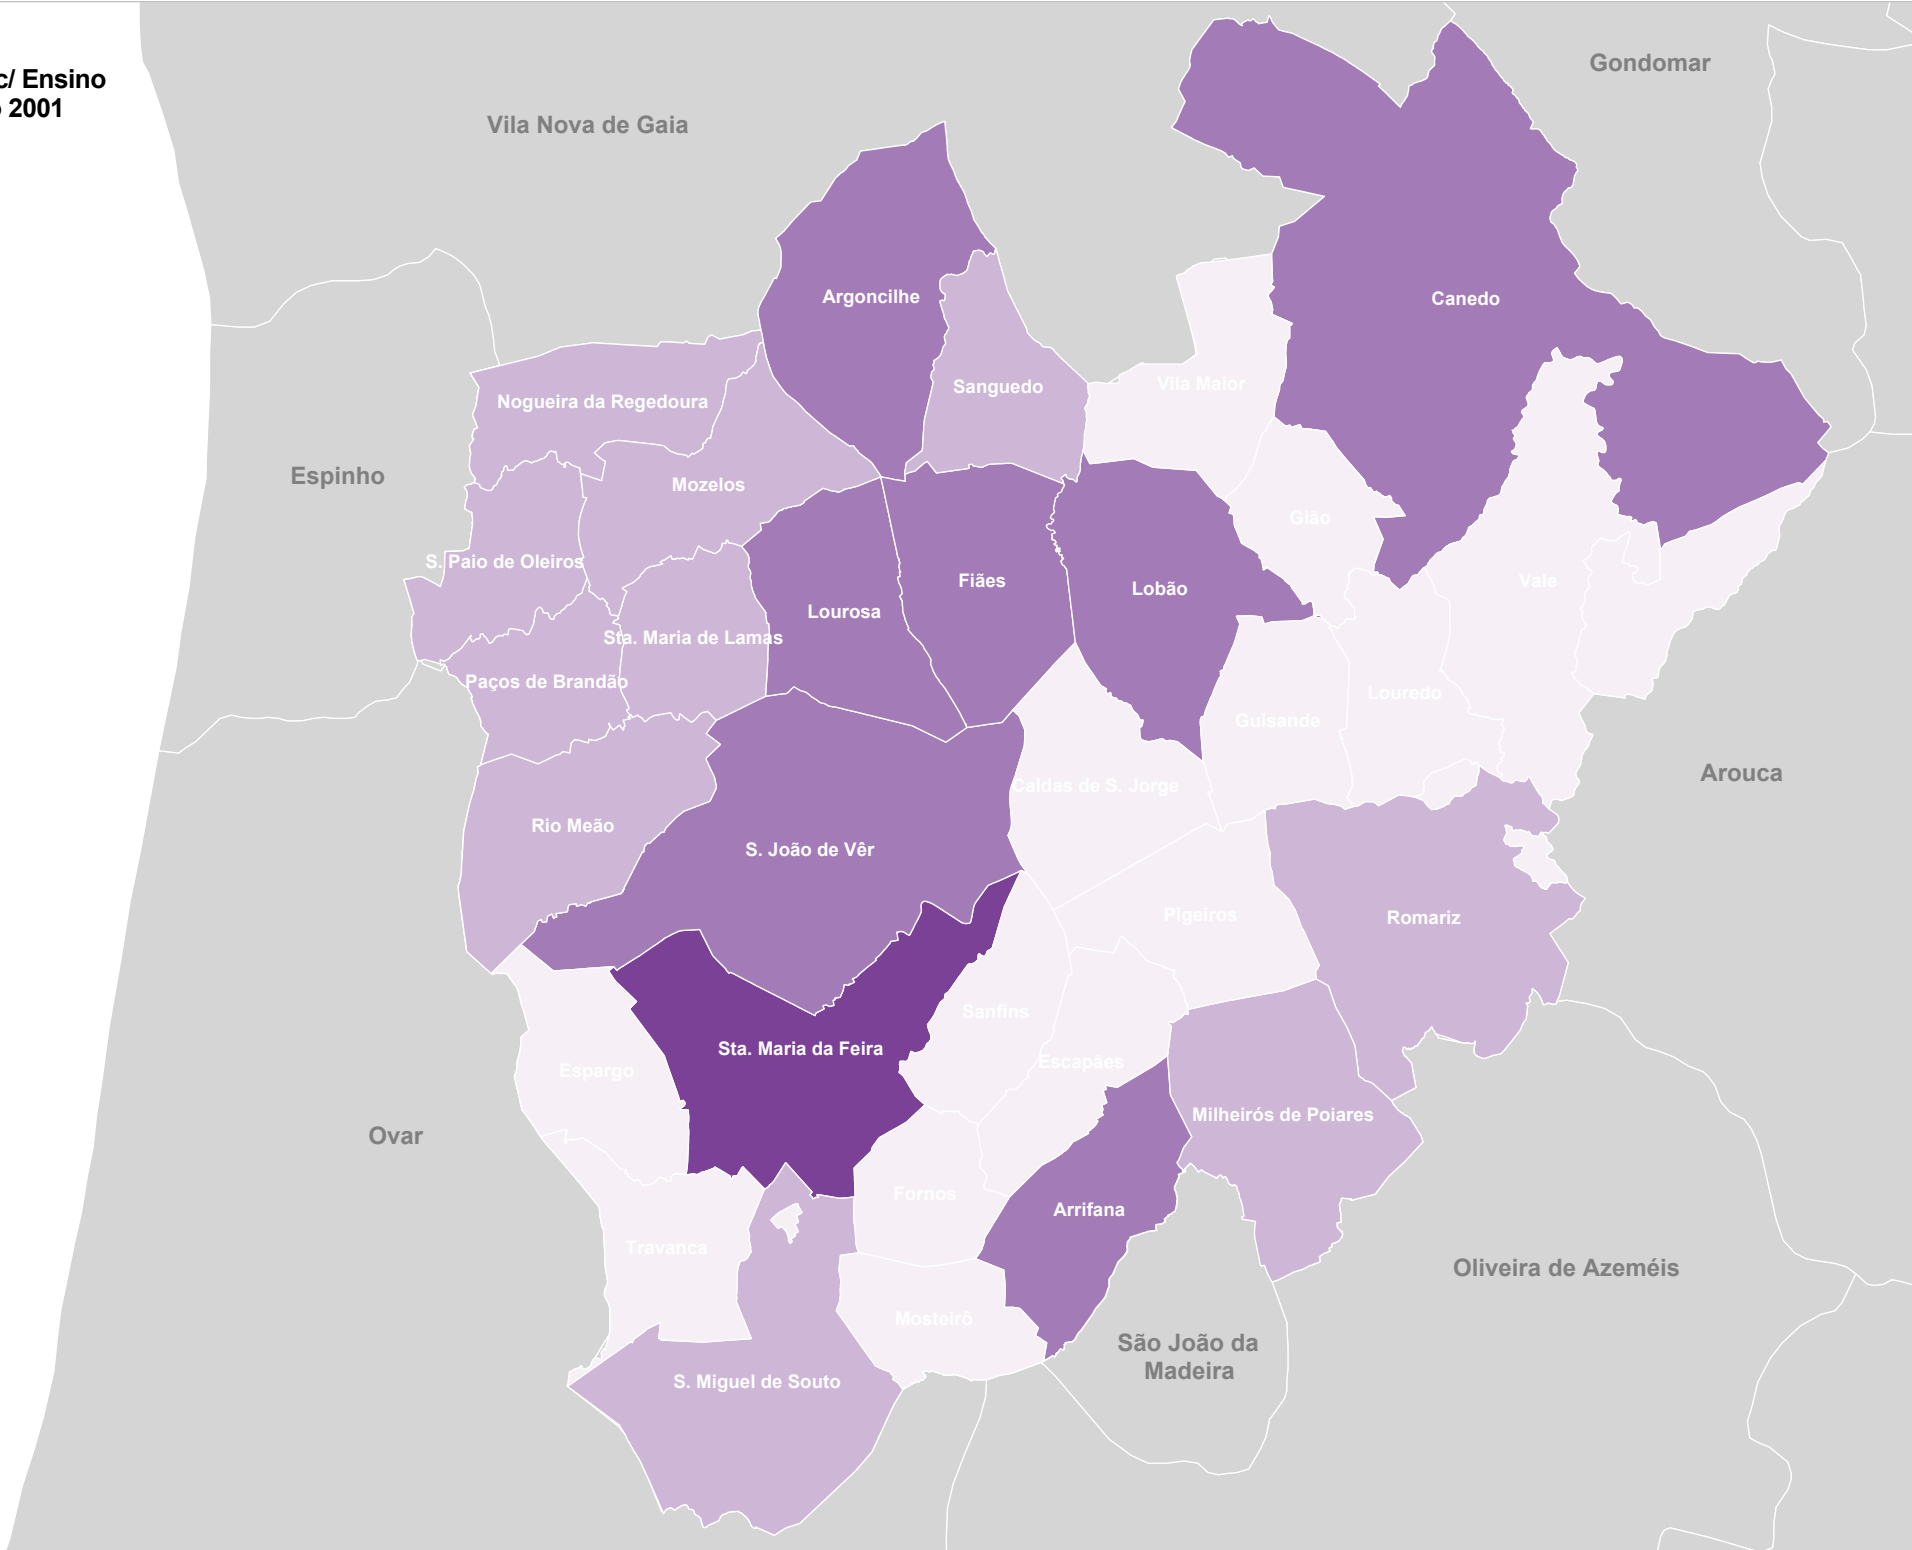 c/ Ensino
2001
Gondomar
Vila Nova de Gaia
Argoncilhe
Canedo
Sanguedo
Vila Maior
Nogueira da Regedoura
Espinho
Mozelos
Gião
S. Paio de Oleiros
Fiães
Vale
Lobão
Lourosa
Sta. Maria de Lamas
Paços de Brandão
Louredo
Guisande
Arouca
Caldas de S. Jorge
Rio Meão
S. João de Vêr
Pigeiros
Romariz
Sanfins
Sta. Maria da Feira
Escapães
Espargo
Milheirós de Poiares
Ovar
Fornos
Arrifana
Travanca
Oliveira de Azeméis
Mosteirô
São João da
Madeira
S. Miguel de Souto